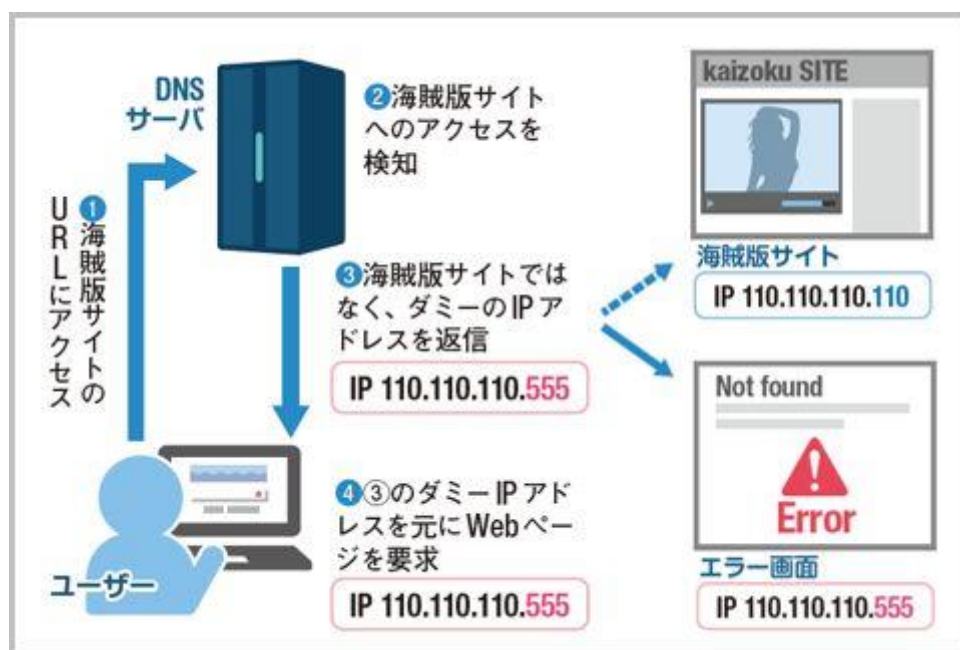 DNS
サーバ
❶海賊版サイトの
URLにアクセス
❷海賊版サイト
へのアクセスを
検知
❸海賊版サイトでは
なく、ダミーのIPア
ドレスを返信
IP 110.110.110.555
❹③のダミーIPアド
レスを元にWebペー
ジを要求
IP 110.110.110.555
ユーザー
kaizoku SITE
海賊版サイト
IP 110.110.110.110
Not found
Error
エラー画面
IP 110.110.110.555